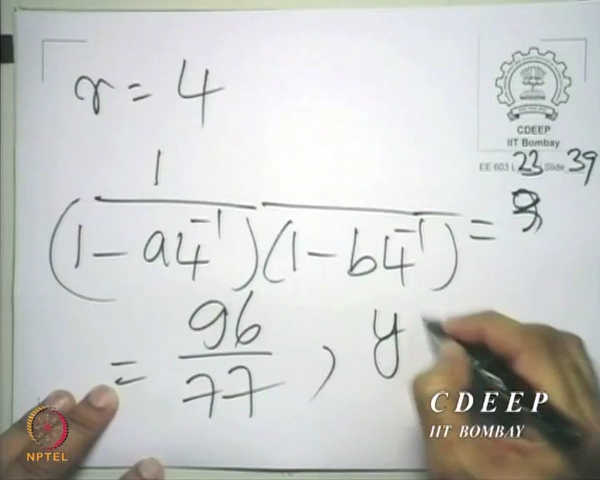 r = 4
CDEEP
IIT Bombay
EE 603 L 23 Slide 39
1
(1 - a4⁻¹)(1 - b4⁻¹) =
= 96/77 , y
CDEEP
IIT BOMBAY
NPTEL